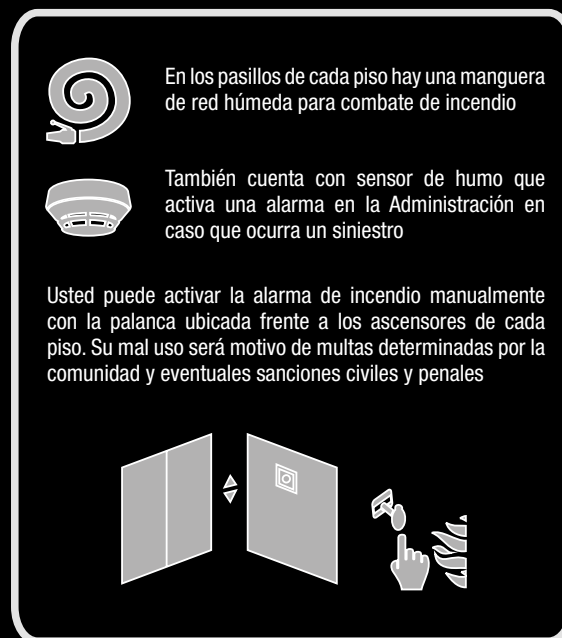 En los pasillos de cada piso hay una manguera
de red húmeda para combate de incendio
También cuenta con sensor de humo que
activa una alarma en la Administración en
caso que ocurra un siniestro
Usted puede activar la alarma de incendio manualmente
con la palanca ubicada frente a los ascensores de cada
piso. Su mal uso será motivo de multas determinadas por la
comunidad y eventuales sanciones civiles y penales